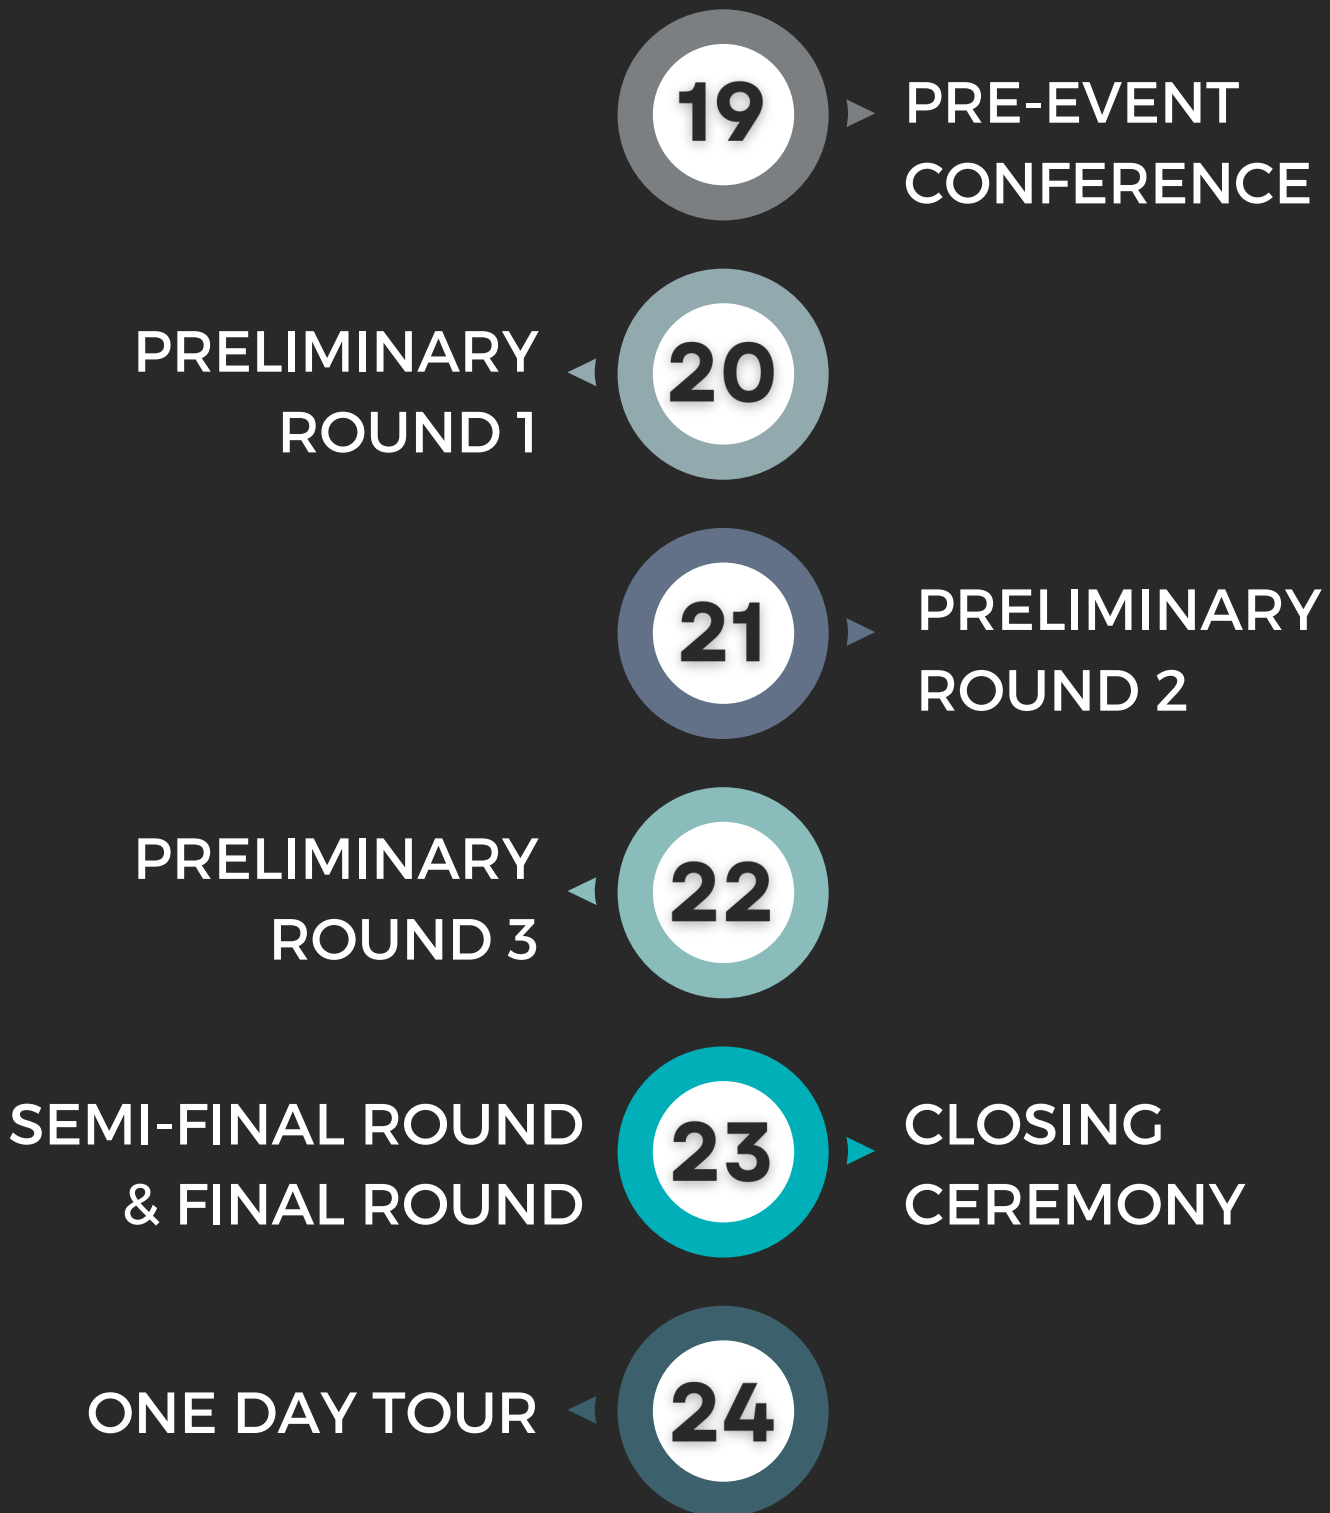 19
PRE-EVENT
CONFERENCE
PRELIMINARY
ROUND 1
20
21
PRELIMINARY
ROUND 2
PRELIMINARY
ROUND 3
22
SEMI-FINAL ROUND
& FINAL ROUND
23
CLOSING
CEREMONY
ONE DAY TOUR
24